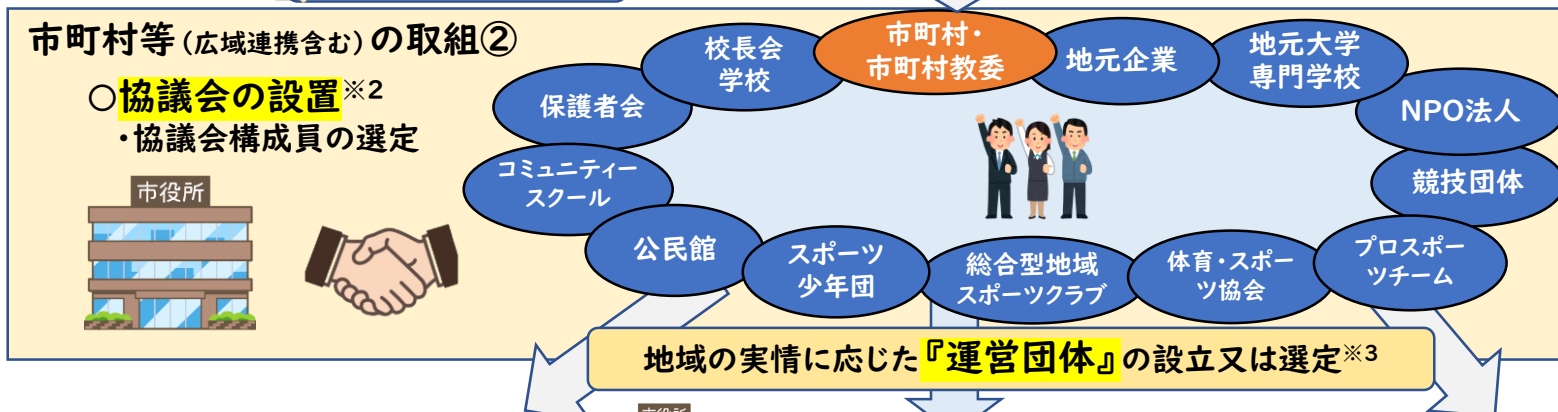 市町村等(広域連携含む)の取組②
○協議会の設置※2
・協議会構成員の選定
市役所
市町村・
市町村教委
校長会
学校
地元企業
地元大学
専門学校
保護者会
NPO法人
コミュニティー
スクール
競技団体
公民館
スポーツ
少年団
総合型地域
スポーツクラブ
体育・スポー
ツ協会
プロスポー
ツチーム
地域の実情に応じた『運営団体』の設立又は選定※3
市役所